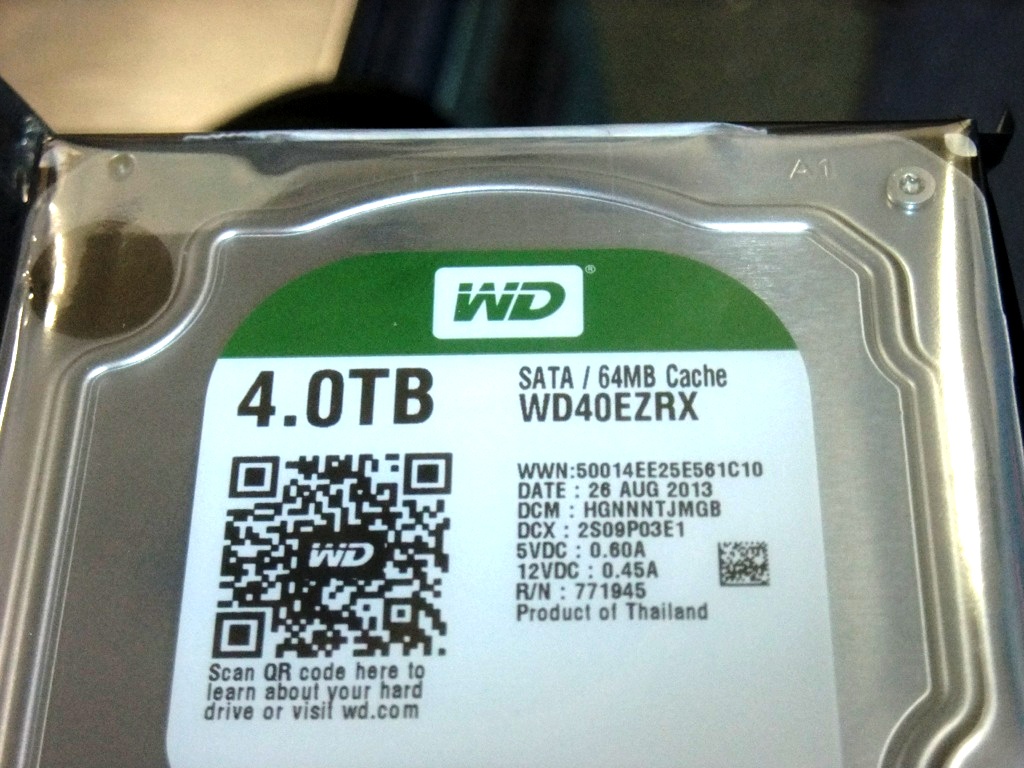 A1
WD®
4.0TB
SATA / 64MB Cache
WD40EZRX
WWN:50014EE25E561C10
DATE : 26 AUG 2013
DCM : HGNNNTJMGB
DCX : 2S09P03E1
5VDC : 0.60A
12VDC : 0.45A
R/N : 771945
Product of Thailand
WD
Scan QR code here to
learn about your hard
drive or visit wd.com